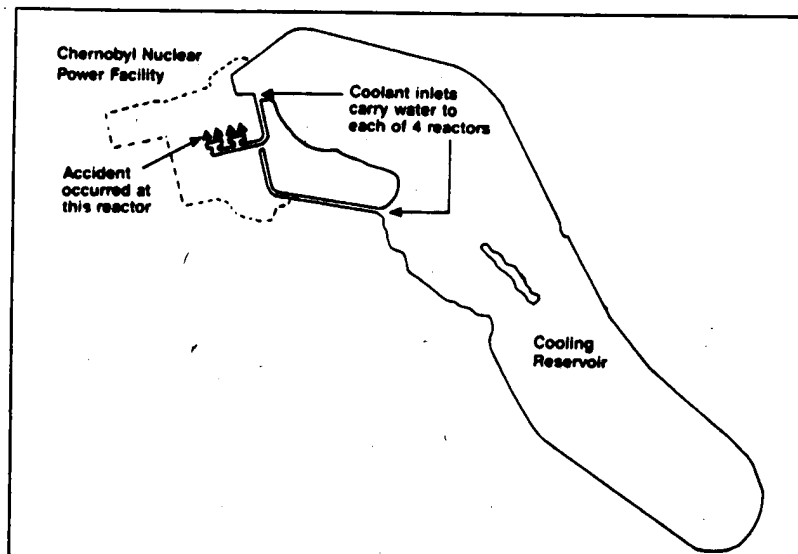 Chernobyl Nuclear
Power Facility
Coolant inlets
carry water to
each of 4 reactors
Accident
occurred at
this reactor
Cooling
Reservoir